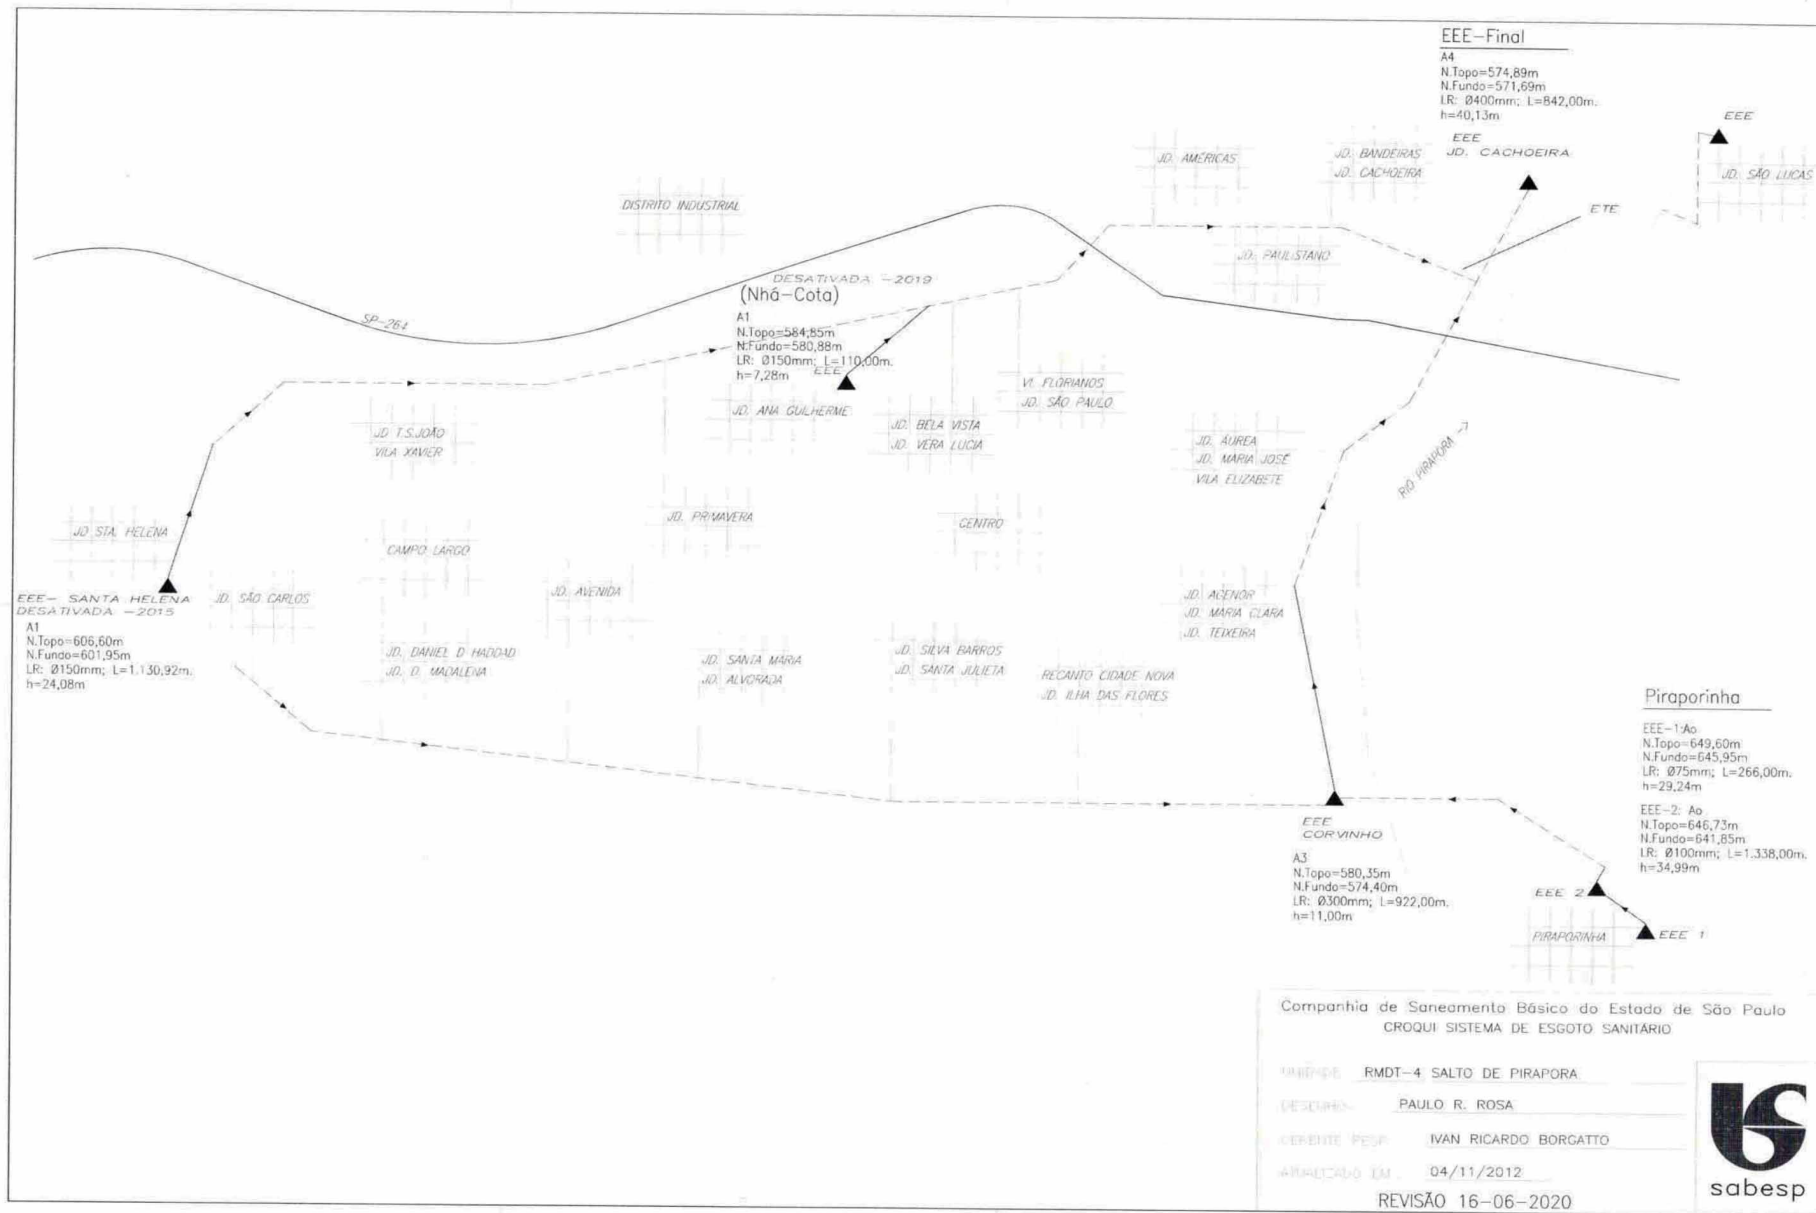 EEE-Final
A4
N.Topo=574,89m
N.Fundo=571,69m
LR: Ø400mm; L=842,00m.
h=40,13m
EEE
JD. CACHOEIRA
EEE
JD. SÃO LUCAS
JD. AMÉRICAS
JD. BANDEIRAS
JD. CACHOEIRA
ETE
DISTRITO INDUSTRIAL
JD. PAULISTANO
SP-264
DESATIVADA -2019
(Nhá-Cota)
A1
N.Topo=584,85m
N.Fundo=580,88m
LR: Ø150mm; L=110,00m.
h=7,28m
EEE
JD. ANA GUILHERME
VL. FLORIANOS
JD. SÃO PAULO
JD. BELA VISTA
JD. VERA LUCIA
JD T.S.JOÃO
VILA XAVIER
JD. ÁUREA
JD. MARIA JOSÉ
VILA ELIZABETE
RIO PIRAPORA
JD STA. HELENA
CAMPO LARGO
JD. PRIMAVERA
CENTRO
EEE- SANTA HELENA
DESATIVADA -2015
A1
N.Topo=606,60m
N.Fundo=601,95m
LR: Ø150mm; L=1.130,92m.
h=24,08m
JD. SÃO CARLOS
JD. AVENIDA
JD. AGENOR
JD. MARIA CLARA
JD. TEIXEIRA
JD. DANIEL D HADDAD
JD. D. MADALENA
JD. SANTA MARIA
JD. ALVORADA
JD. SILVA BARROS
JD. SANTA JULIETA
RECANTO CIDADE NOVA
JD. ILHA DAS FLORES
Piraporinha
EEE-1:Ao
N.Topo=649,60m
N.Fundo=645,95m
LR: Ø75mm; L=266,00m.
h=29,24m
EEE-2: Ao
N.Topo=646,73m
N.Fundo=641,85m
LR: Ø100mm; L=1.338,00m.
h=34,99m
EEE
CORVINHO
A3
N.Topo=580,35m
N.Fundo=574,40m
LR: Ø300mm; L=922,00m.
h=11,00m
EEE 2
PIRAPORINHA
EEE 1
Companhia de Saneamento Básico do Estado de São Paulo
CROQUI SISTEMA DE ESGOTO SANITÁRIO
UNIDADE RMDT-4 SALTO DE PIRAPORA
DESENHO PAULO R. ROSA
GERENTE RESP. IVAN RICARDO BORGATTO
04/11/2012
REVISÃO 16-06-2020
sabesp